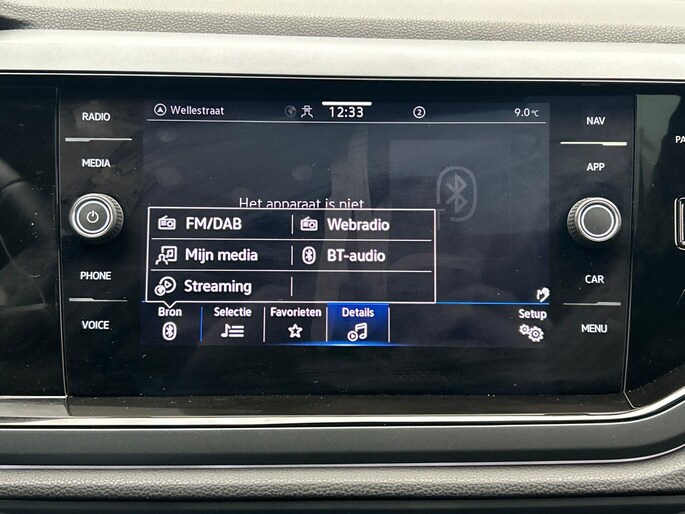 RADIO
MEDIA
PHONE
VOICE
Wellestraat
12:33
2
9.0 °C
Het apparaat is niet
FM/DAB
Webradio
Mijn media
BT-audio
Streaming
Bron
Selectie
Favorieten
Details
Setup
NAV
APP
CAR
MENU
PA